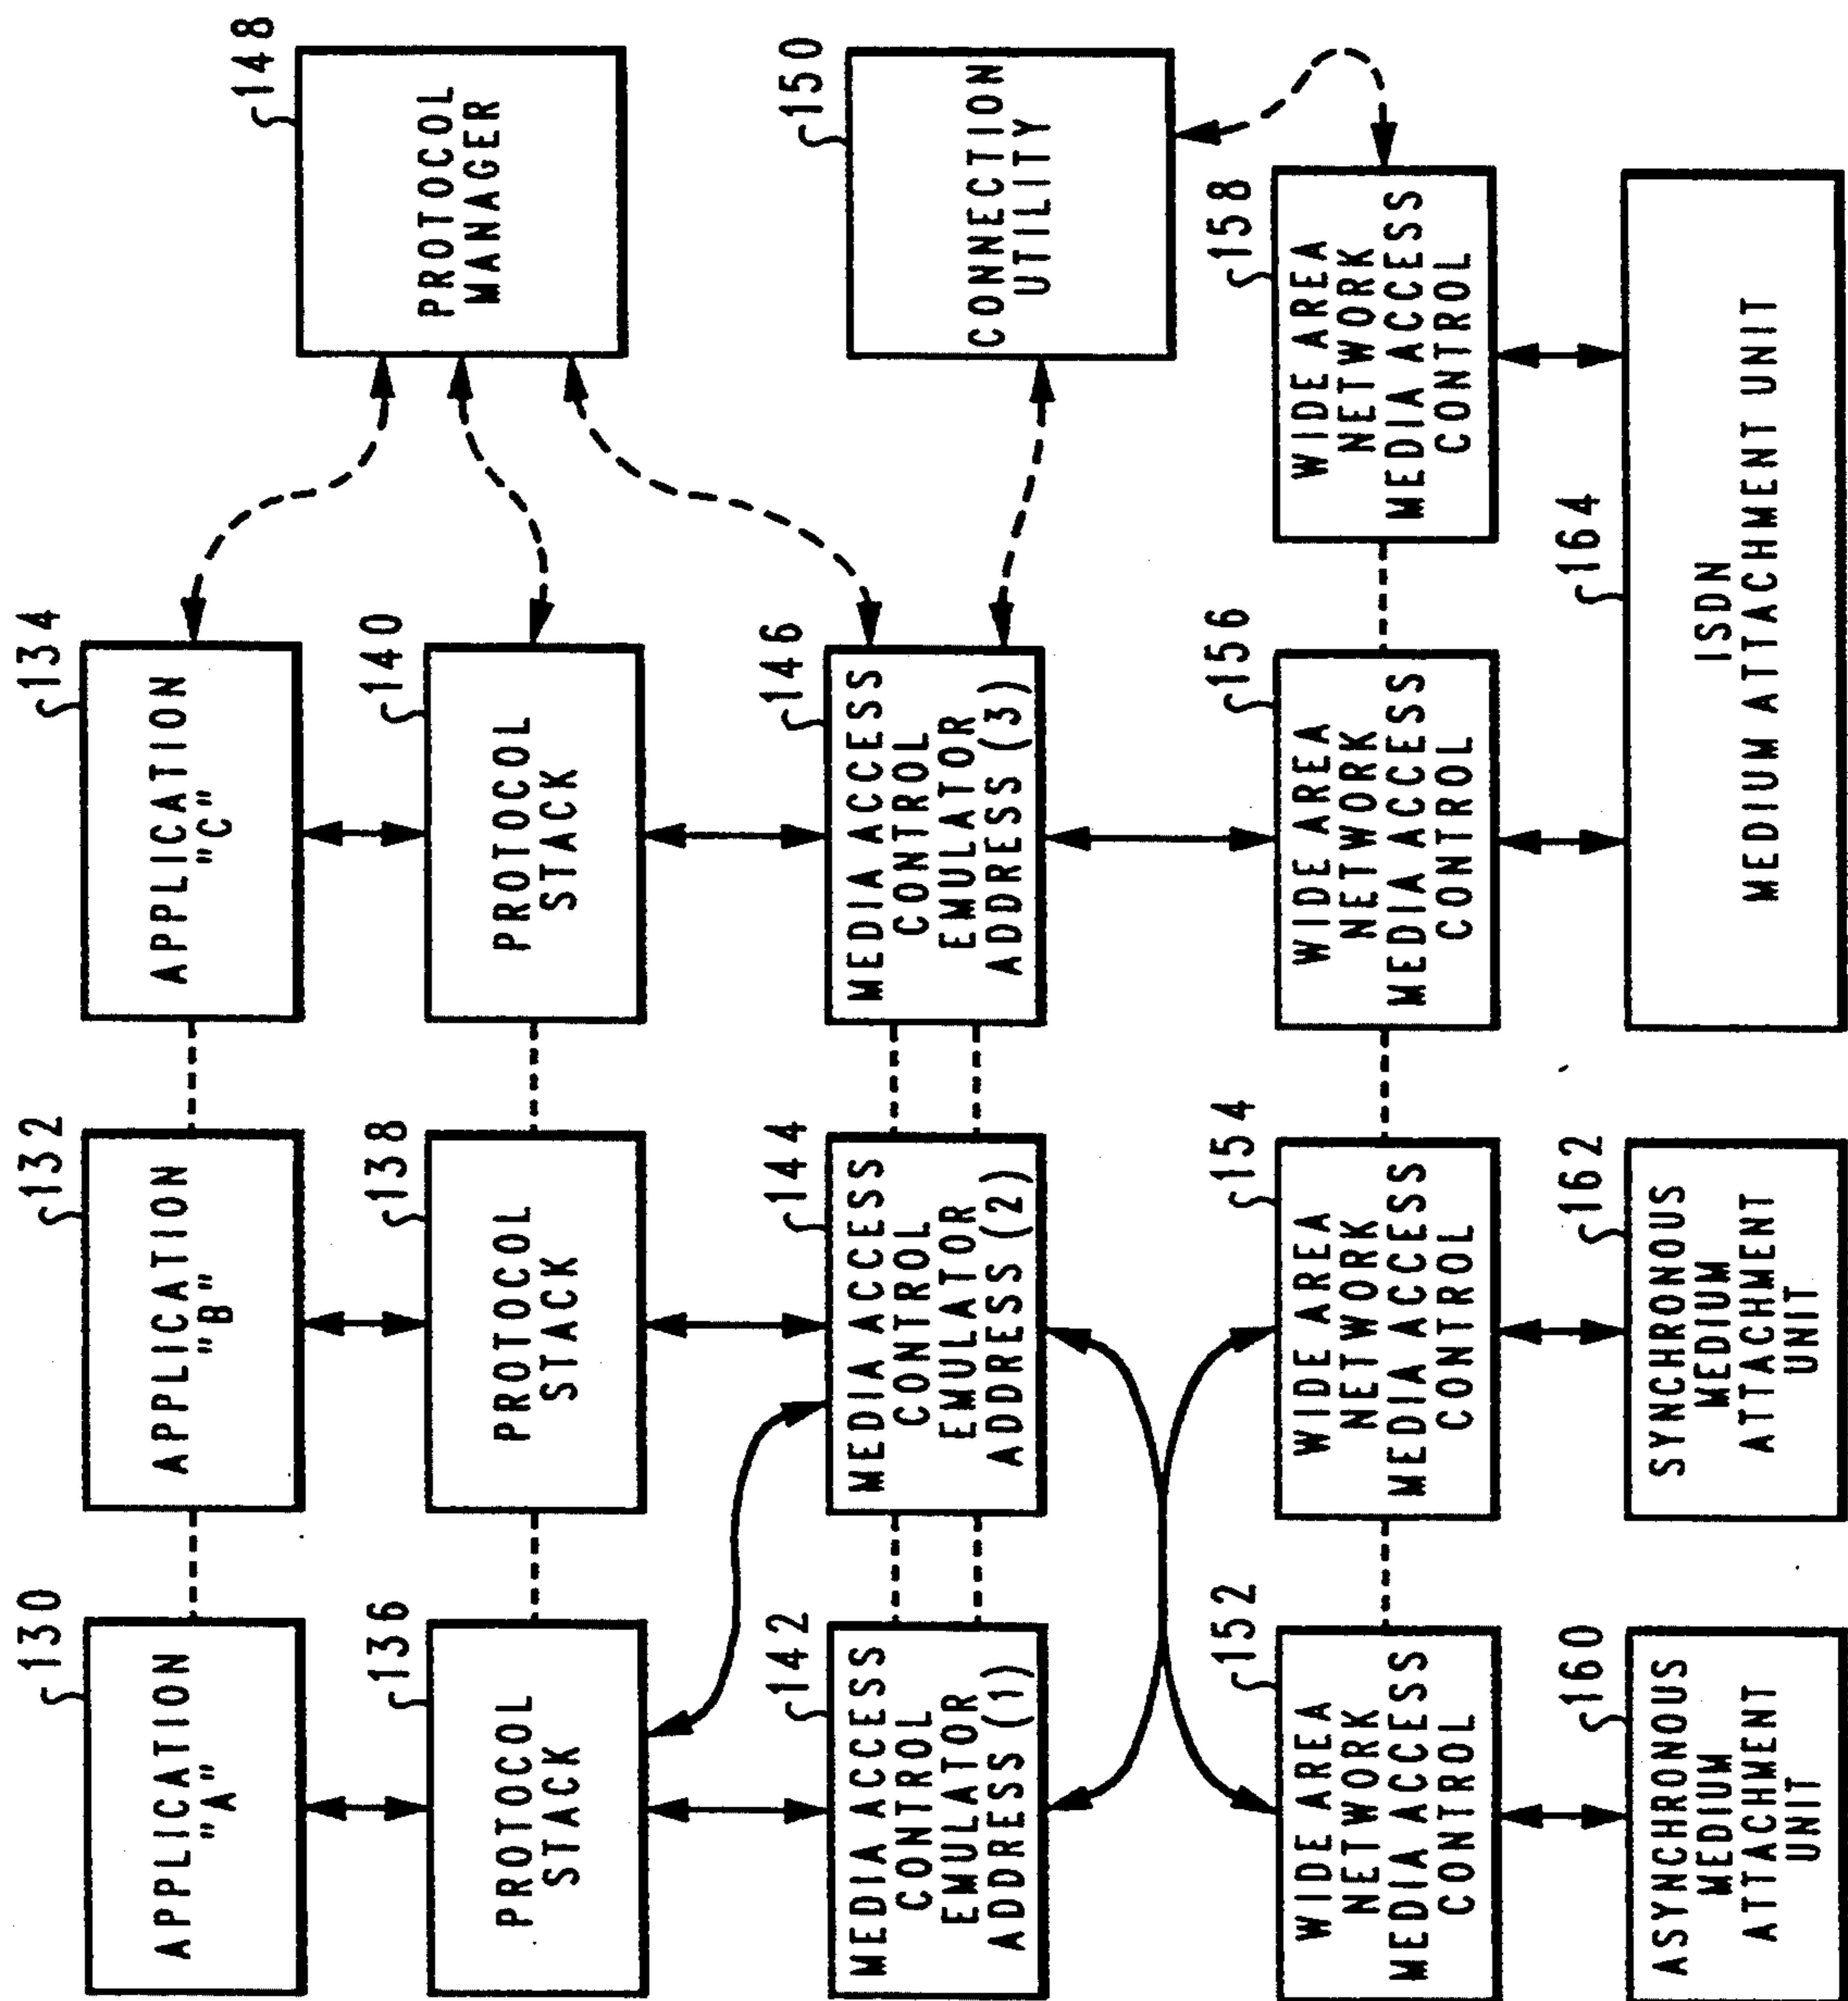 130
APPLICATION
"A"
132
APPLICATION
"B"
134
APPLICATION
"C"
148
PROTOCOL
MANAGER
136
PROTOCOL
STACK
138
PROTOCOL
STACK
140
PROTOCOL
STACK
142
MEDIA ACCESS
CONTROL
EMULATOR
ADDRESS (1)
144
MEDIA ACCESS
CONTROL
EMULATOR
ADDRESS (2)
146
MEDIA ACCESS
CONTROL
EMULATOR
ADDRESS (3)
150
CONNECTION
UTILITY
152
WIDE AREA
NETWORK
MEDIA ACCESS
CONTROL
154
WIDE AREA
NETWORK
MEDIA ACCESS
CONTROL
156
WIDE AREA
NETWORK
MEDIA ACCESS
CONTROL
158
WIDE AREA
NETWORK
MEDIA ACCESS
CONTROL
160
ASYNCHRONOUS
MEDIUM
ATTACHMENT
UNIT
162
SYNCHRONOUS
MEDIUM
ATTACHMENT
UNIT
164
ISDN
MEDIUM ATTACHMENT UNIT